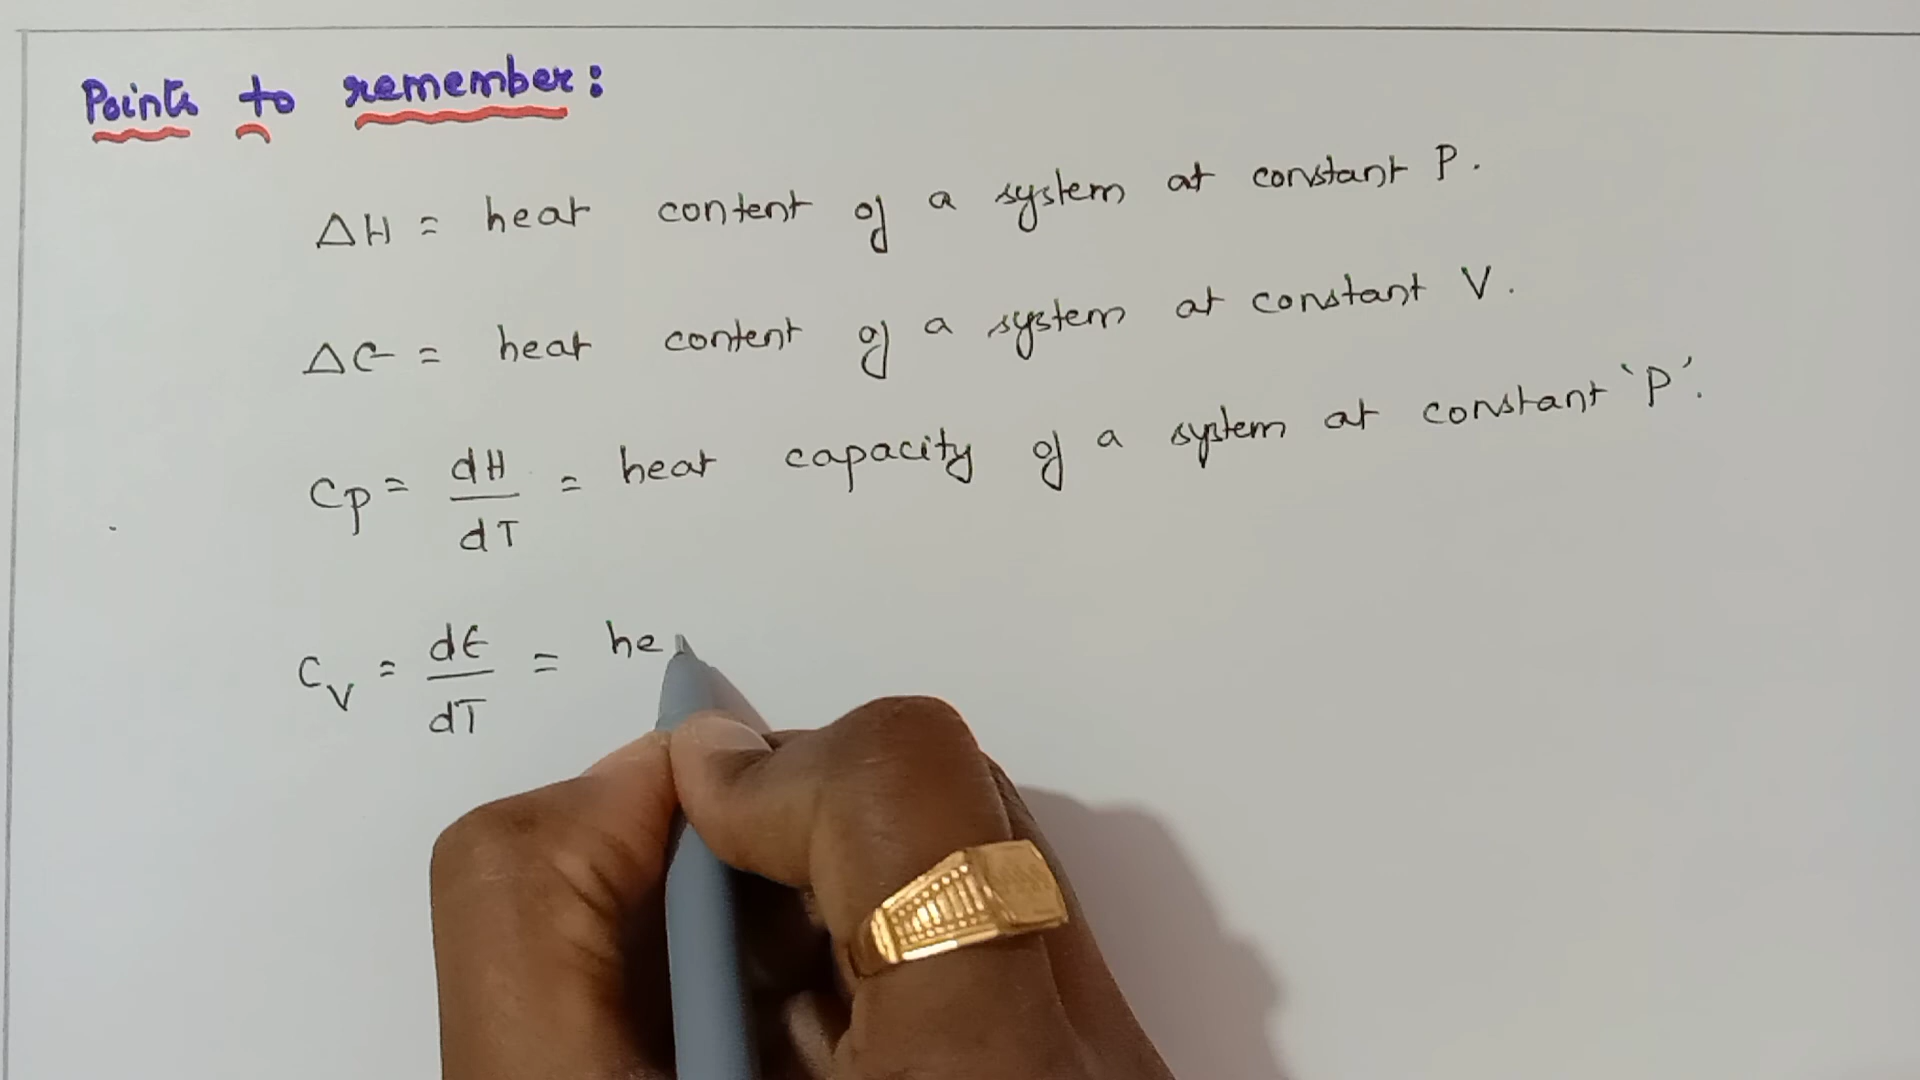 Points to remember:
ΔH = heat content of a system at constant P.
ΔE = heat content of a system at constant V.
Cp = dH/dT = heat capacity of a system at constant 'P'.
Cv = dE/dT = he